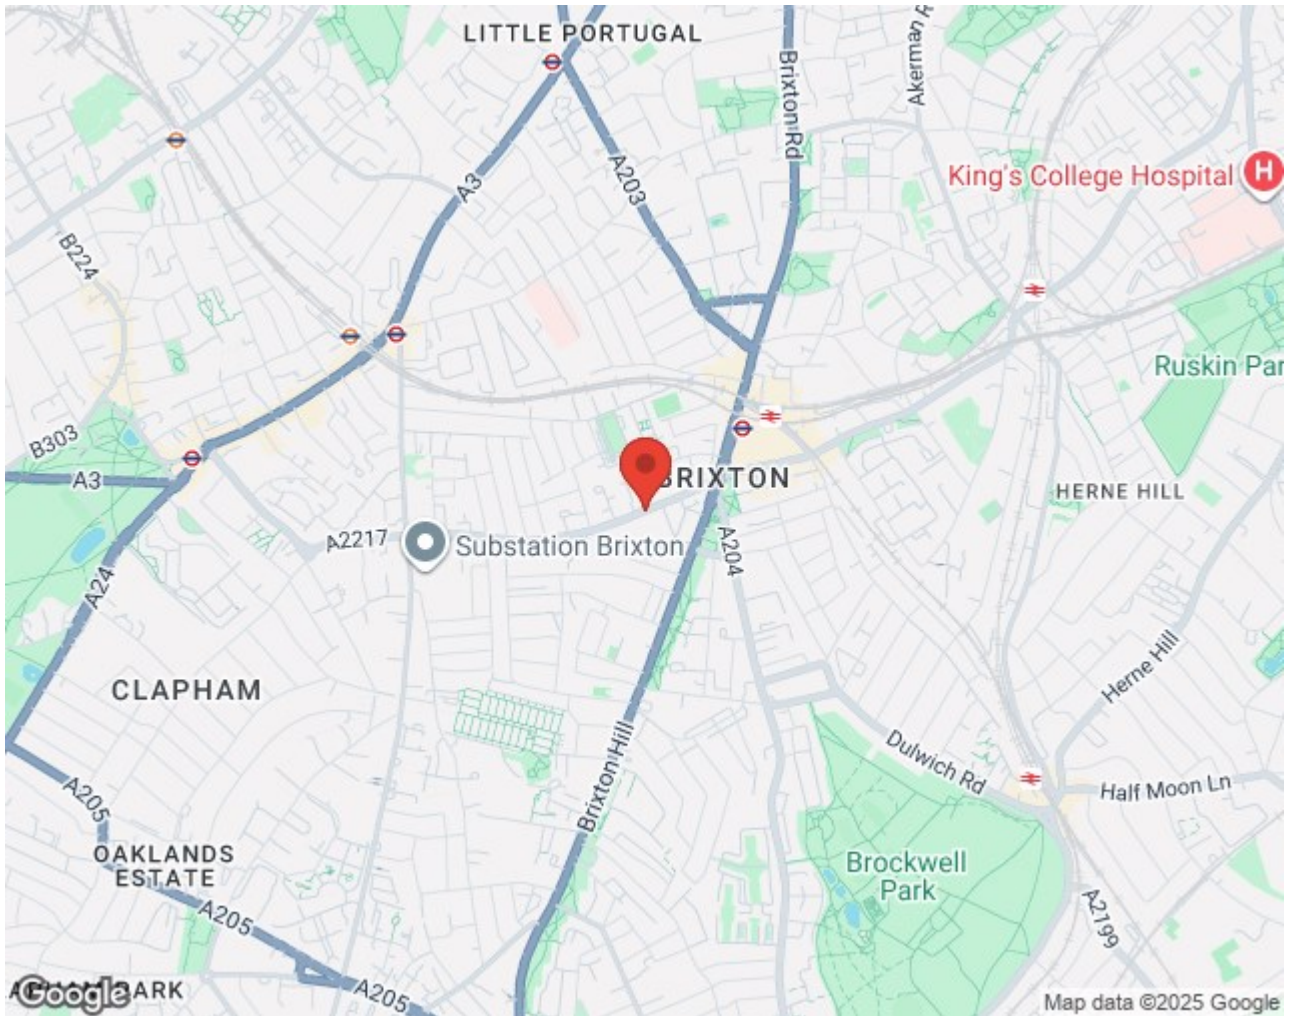 LITTLE PORTUGAL
Akerman R
Brixton Rd
A203
A3
King's College Hospital
H
B224
Ruskin Par
B303
A3
BRIXTON
HERNE HILL
A2217
Substation Brixton
A204
A24
CLAPHAM
Herne Hill
Brixton Hill
Dulwich Rd
Half Moon Ln
A205
OAKLANDS
ESTATE
Brockwell
Park
A205
A2199
A205
PARK
Google
Map data ©2025 Google